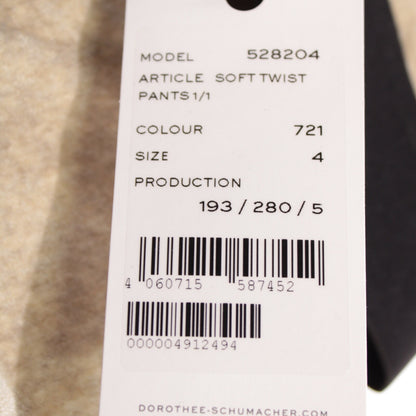 MODEL 528204
ARTICLE SOFT TWIST
PANTS 1/1
COLOUR 721
SIZE 4
PRODUCTION
193 / 280 / 5
4 060715 587452
000004912494
DOROTHEE-SCHUMACHER.COM